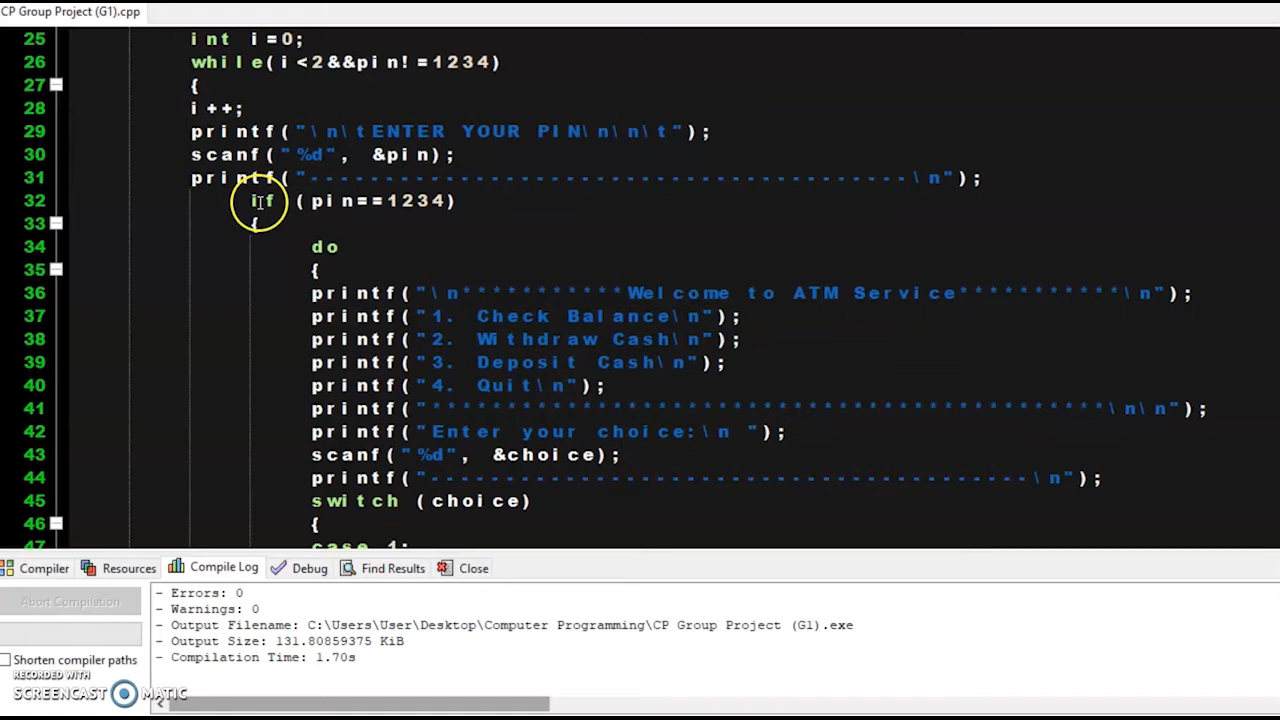 CP Group Project (G1).cpp
25 int i=0;
26 while(i<2&&pin!=1234)
27 {
28 i++;
29 printf("\n\tENTER YOUR PIN\n\n\t");
30 scanf("%d", &pin);
31 printf("----------------------------------------\n");
32 if (pin==1234)
33 {
34 do
35 {
36 printf("\n***********Welcome to ATM Service***********\n");
37 printf("1. Check Balance\n");
38 printf("2. Withdraw Cash\n");
39 printf("3. Deposit Cash\n");
40 printf("4. Quit\n");
41 printf("*********************************************\n\n");
42 printf("Enter your choice:\n ");
43 scanf("%d", &choice);
44 printf("----------------------------------------\n");
45 switch (choice)
46 {
47 case 1:
Compiler Resources Compile Log Debug Find Results Close
Abort Compilation
Shorten compiler paths
- Errors: 0
- Warnings: 0
- Output Filename: C:\Users\User\Desktop\Computer Programming\CP Group Project (G1).exe
- Output Size: 131.80859375 KiB
- Compilation Time: 1.70s
RECORDED WITH
SCREENCAST MATIC